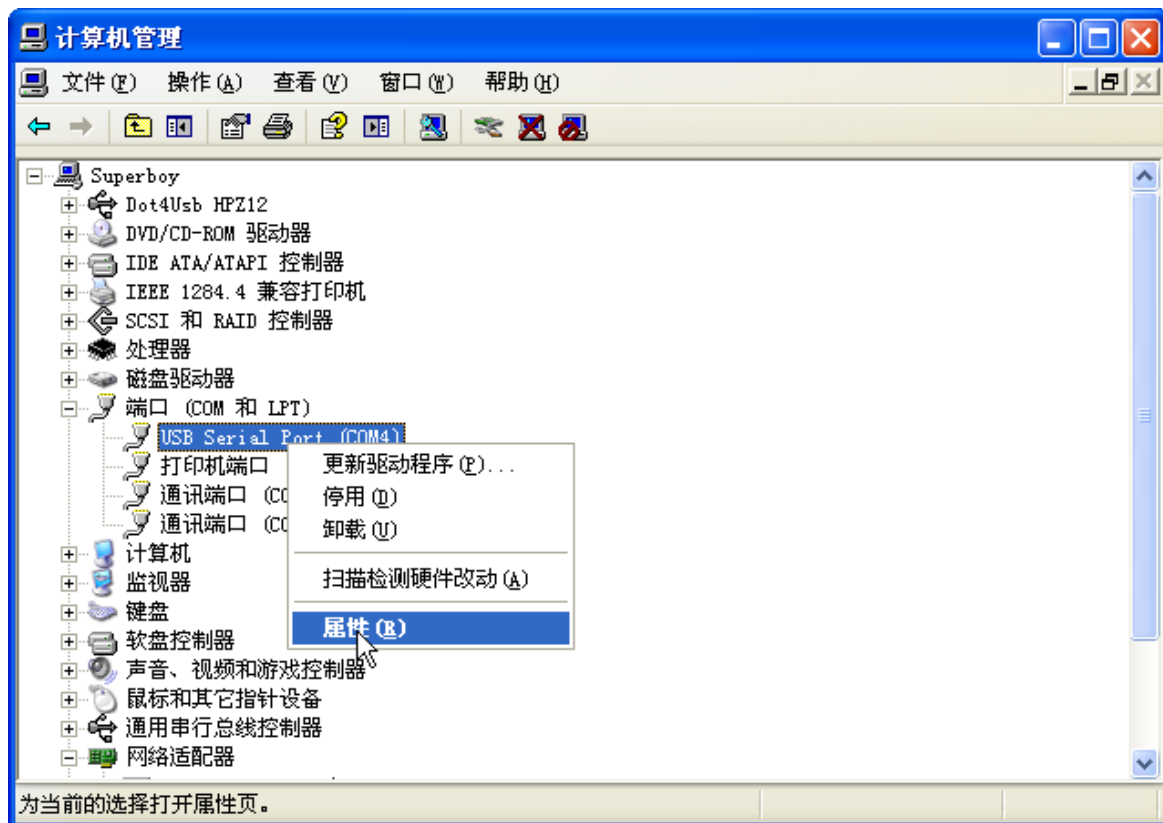 计算机管理
文件(F) 操作(A) 查看(V) 窗口(W) 帮助(H)
Superboy
Dot4Usb HPZ12
DVD/CD-ROM 驱动器
IDE ATA/ATAPI 控制器
IEEE 1284.4 兼容打印机
SCSI 和 RAID 控制器
处理器
磁盘驱动器
端口 (COM 和 LPT)
USB Serial Port (COM4)
打印机端口
通讯端口 (CO
通讯端口 (CO
更新驱动程序(P)...
停用(D)
卸载(U)
扫描检测硬件改动(A)
属性(R)
计算机
监视器
键盘
软盘控制器
声音、视频和游戏控制器
鼠标和其它指针设备
通用串行总线控制器
网络适配器
为当前的选择打开属性页。